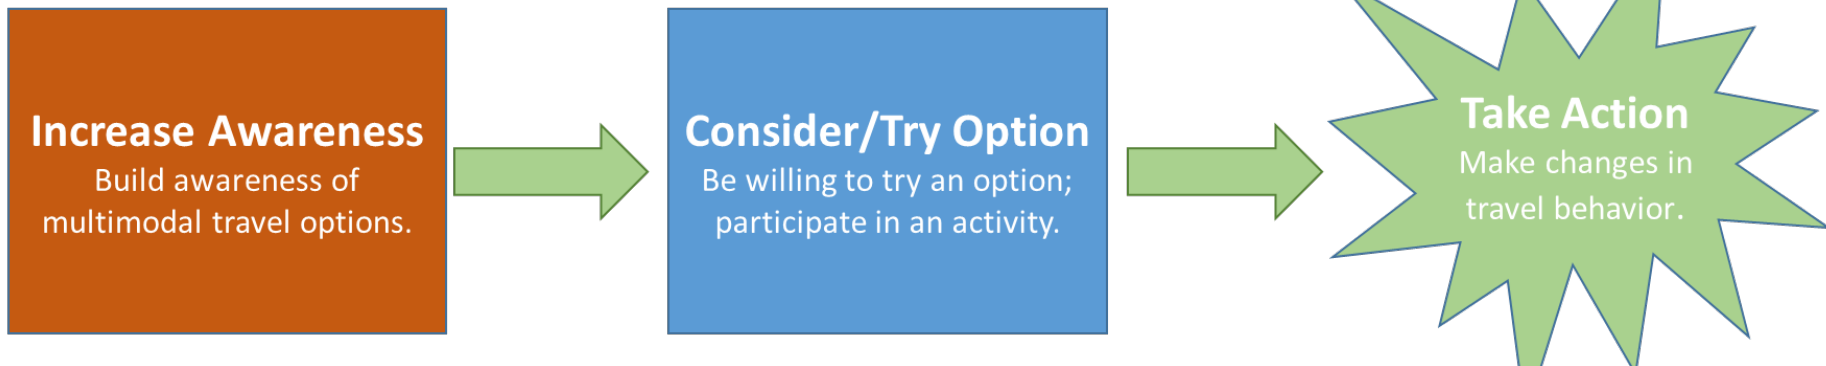 Increase Awareness
Build awareness of
multimodal travel options.
Consider/Try Option
Be willing to try an option;
participate in an activity.
Take Action
Make changes in
travel behavior.